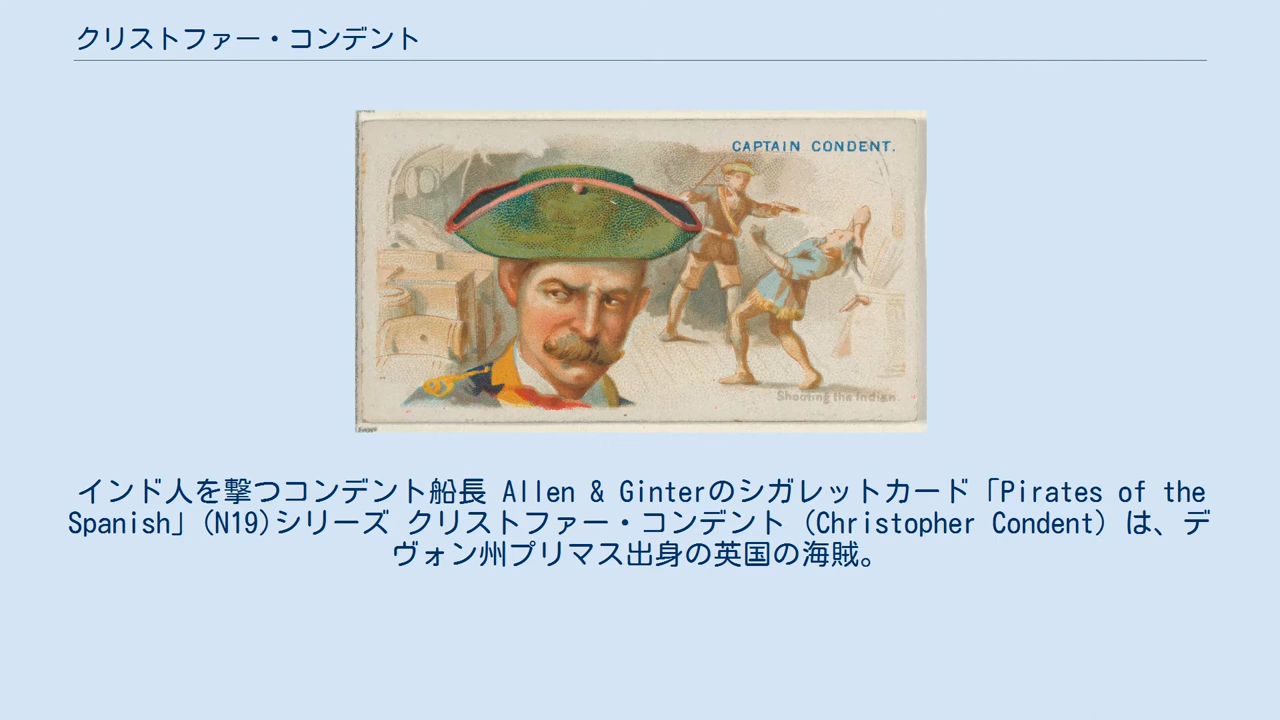 クリストファー・コンデント
CAPTAIN CONDENT.
Shooting the Indian.
インド人を撃つコンデント船長 Allen & Ginterのシガレットカード「Pirates of the
Spanish」(N19)シリーズ クリストファー・コンデント（Christopher Condent）は、デ
ヴォン州プリマス出身の英国の海賊。